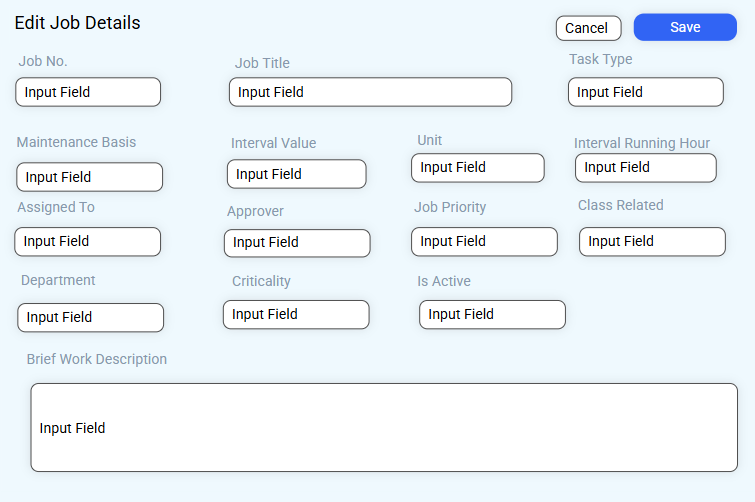 Edit Job Details
Cancel
Save
Job No.
Job Title
Task Type
Input Field
Input Field
Input Field
Maintenance Basis
Interval Value
Unit
Interval Running Hour
Input Field
Input Field
Input Field
Input Field
Assigned To
Approver
Job Priority
Class Related
Input Field
Input Field
Input Field
Input Field
Department
Criticality
Is Active
Input Field
Input Field
Input Field
Brief Work Description
Input Field